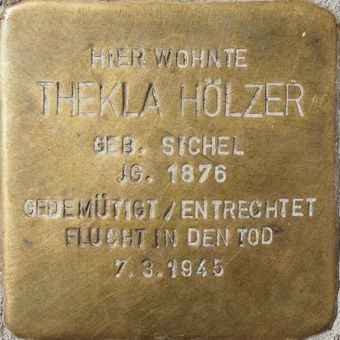 HIER WOHNTE
THEKLA HÖLZER
GEB. SICHEL
JG. 1876
GEDEMÜTIGT/ENTRECHTET
FLUCHT IN DEN TOD
7.3.1945